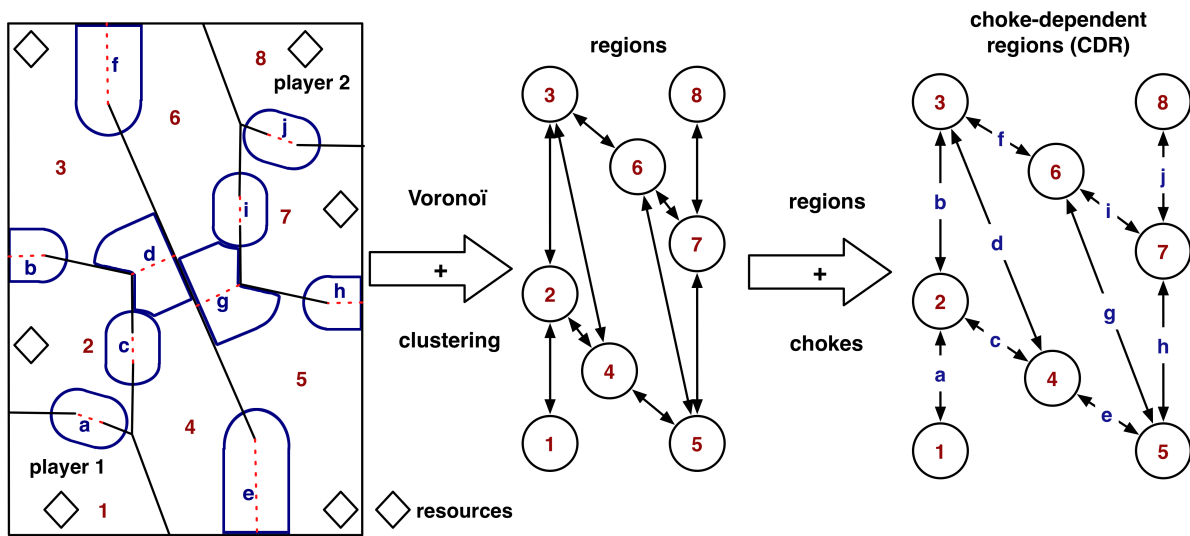 f
8
player 2
6
j
3
i
7
b
d
g
h
2
c
5
a
4
player 1
e
1
resources
Voronoï
+
clustering
regions
3
8
6
7
2
4
1
5
regions
+
chokes
choke-dependent
regions (CDR)
3
8
f
6
j
b
i
d
7
2
g
c
h
a
4
e
1
5